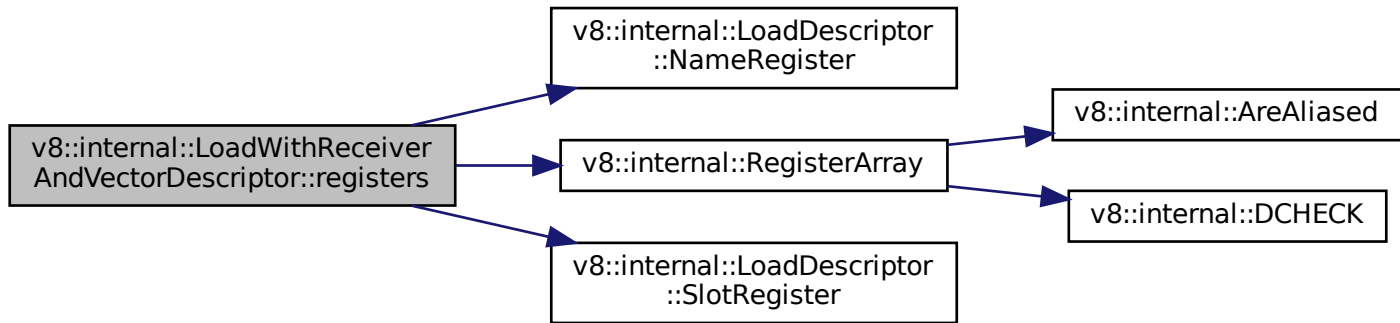 v8::internal::LoadWithReceiver
AndVectorDescriptor::registers
v8::internal::LoadDescriptor
::NameRegister
v8::internal::RegisterArray
v8::internal::LoadDescriptor
::SlotRegister
v8::internal::AreAliased
v8::internal::DCHECK